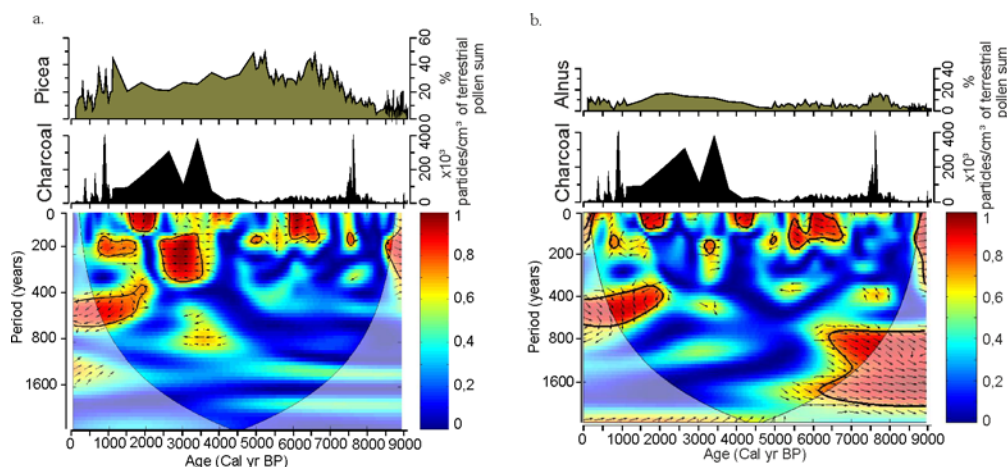 a.
Picea
0 20 40 60
%
of terrestrial
pollen sum
Charcoal
0 200 400
x10³
particles/cm³
Period (years)
0
200
400
800
1600
1
0,8
0,6
0,4
0,2
0
0 1000 2000 3000 4000 5000 6000 7000 8000 9000
Age (Cal yr BP)
b.
Alnus
0 20 40
%
of terrestrial
pollen sum
Charcoal
0 200 400
x10³
particles/cm³
Period (years)
0
200
400
800
1600
1
0,8
0,6
0,4
0,2
0
0 1000 2000 3000 4000 5000 6000 7000 8000 9000
Age (Cal yr BP)